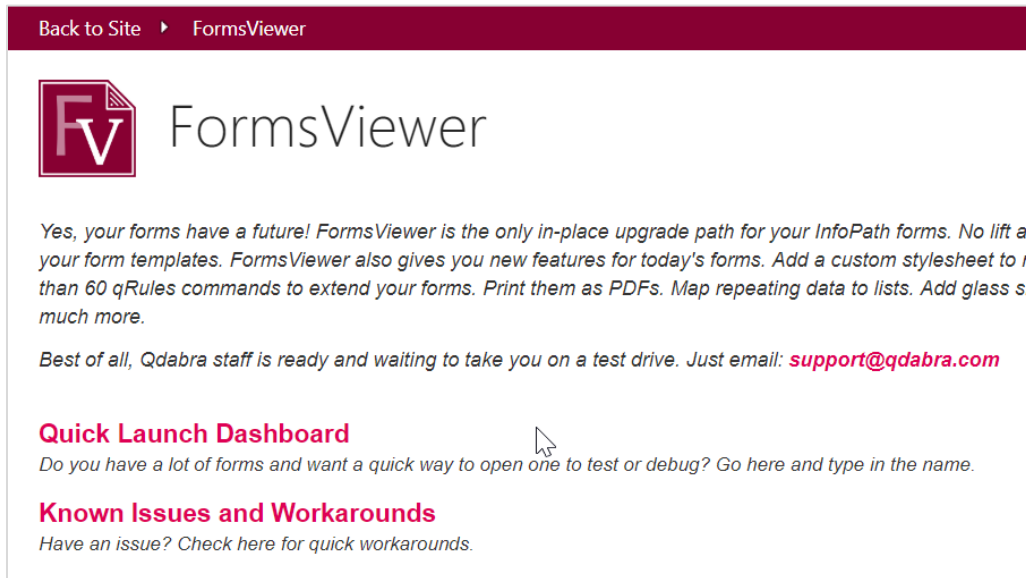 Back to Site FormsViewer
FV
FormsViewer
Yes, your forms have a future! FormsViewer is the only in-place upgrade path for your InfoPath forms. No lift a
your form templates. FormsViewer also gives you new features for today's forms. Add a custom stylesheet to
than 60 qRules commands to extend your forms. Print them as PDFs. Map repeating data to lists. Add glass s
much more.
Best of all, Qdabra staff is ready and waiting to take you on a test drive. Just email: support@qdabra.com
Quick Launch Dashboard
Do you have a lot of forms and want a quick way to open one to test or debug? Go here and type in the name.
Known Issues and Workarounds
Have an issue? Check here for quick workarounds.